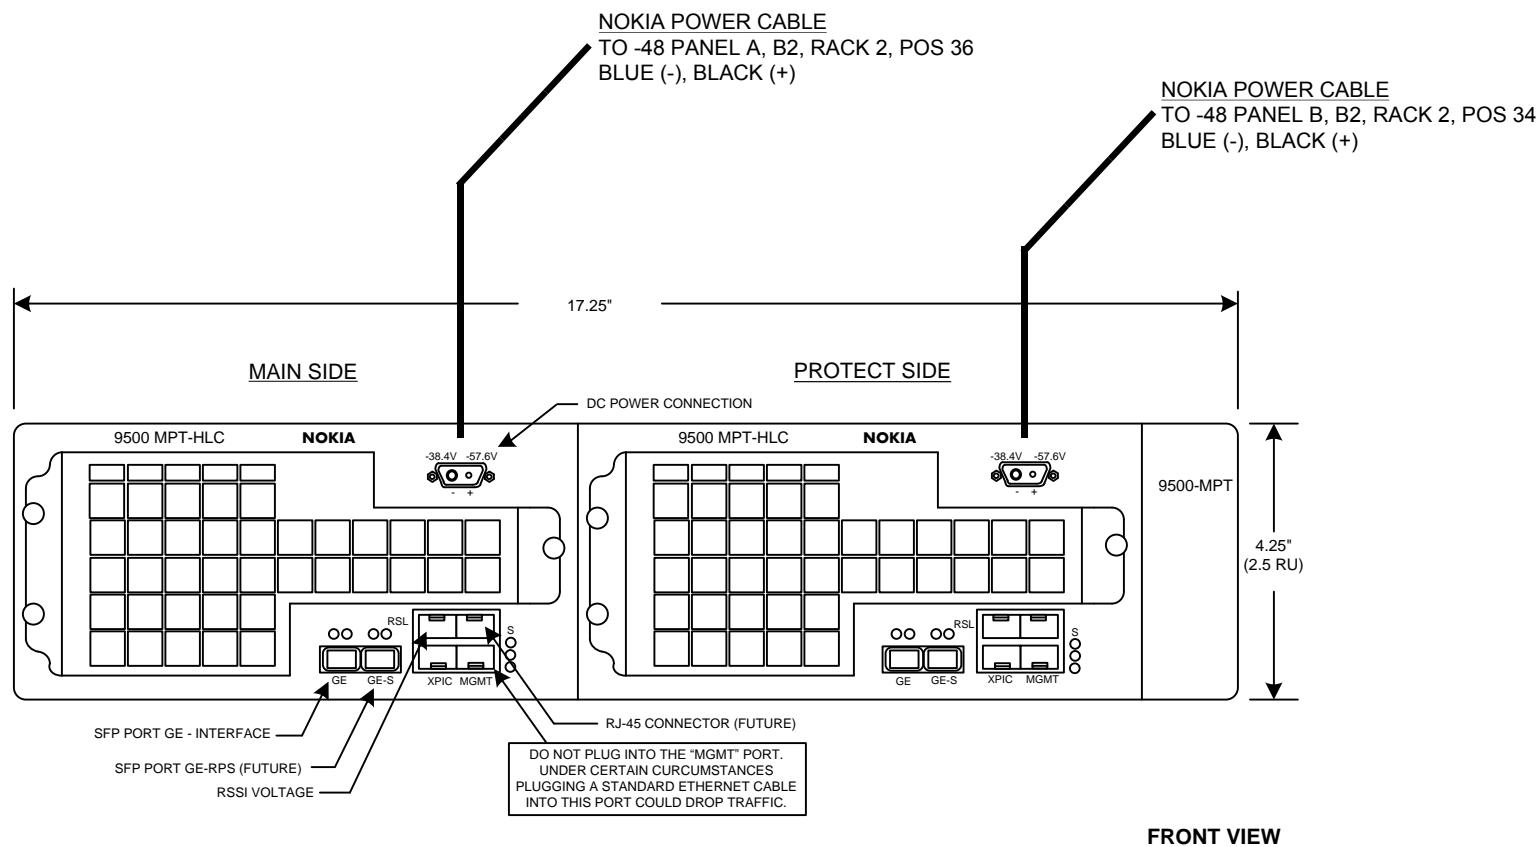 NOKIA POWER CABLE
TO -48 PANEL A, B2, RACK 2, POS 36
BLUE (-), BLACK (+)
NOKIA POWER CABLE
TO -48 PANEL B, B2, RACK 2, POS 34
BLUE (-), BLACK (+)
17.25"
MAIN SIDE
PROTECT SIDE
DC POWER CONNECTION
9500 MPT-HLC
NOKIA
-38.4V -57.6V
- +
9500 MPT-HLC
NOKIA
-38.4V -57.6V
- +
9500-MPT
4.25"
(2.5 RU)
RSL
S
GE
GE-S
XPIC
MGMT
RSL
S
GE
GE-S
XPIC
MGMT
SFP PORT GE - INTERFACE
SFP PORT GE-RPS (FUTURE)
RSSI VOLTAGE
RJ-45 CONNECTOR (FUTURE)
DO NOT PLUG INTO THE “MGMT” PORT.
UNDER CERTAIN CURCUMSTANCES
PLUGGING A STANDARD ETHERNET CABLE
INTO THIS PORT COULD DROP TRAFFIC.
FRONT VIEW